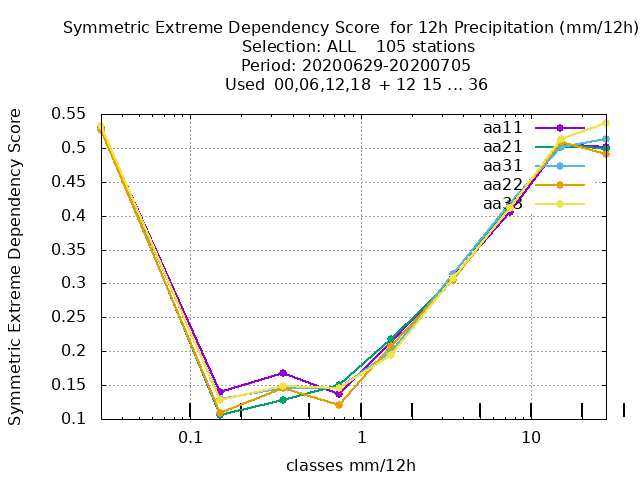 Symmetric Extreme Dependency Score  for 12h Precipitation (mm/12h)
Selection: ALL    105 stations
Period: 20200629-20200705
Used  00,06,12,18  + 12 15 ... 36
Symmetric Extreme Dependency Score
0.55
0.5
0.45
0.4
0.35
0.3
0.25
0.2
0.15
0.1
aa11
aa21
aa31
aa22
aa33
0.1
1
10
classes mm/12h